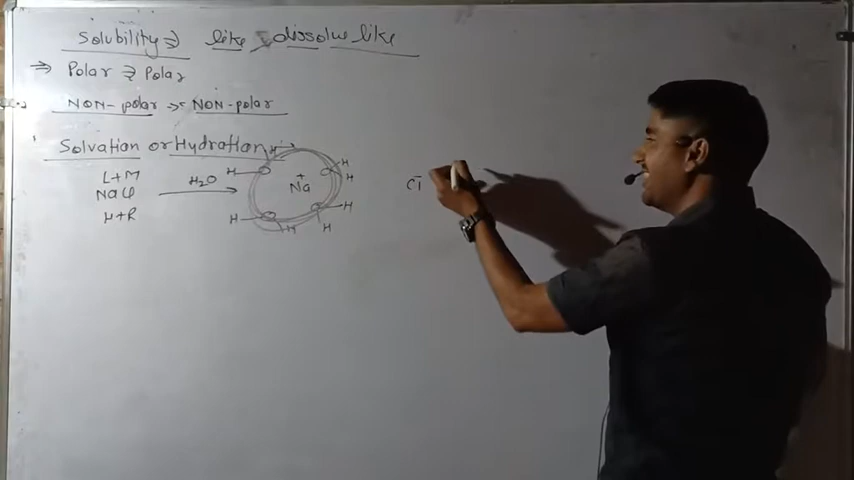 Solubility ⇒ like dissolve like
⇒ Polar ⇒ Polar
NON-polar → NON-polar
Solvation or Hydration →
L+M
NaCl H2O →
H+R
Na+
H H
H H
H H
H H
Cl-